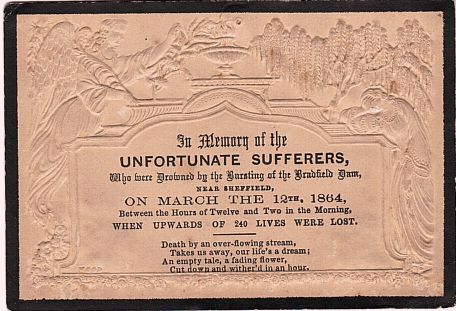 In Memory of the
UNFORTUNATE SUFFERERS,
Who were Drowned by the Bursting of the Bradfield Dam,
NEAR SHEFFIELD,
ON MARCH THE 12TH, 1864,
Between the Hours of Twelve and Two in the Morning,
WHEN UPWARDS OF 240 LIVES WERE LOST.
Death by an over-flowing stream,
Takes us away, our life's a dream;
An empty tale, a fading flower,
Cut down and wither'd in an hour.